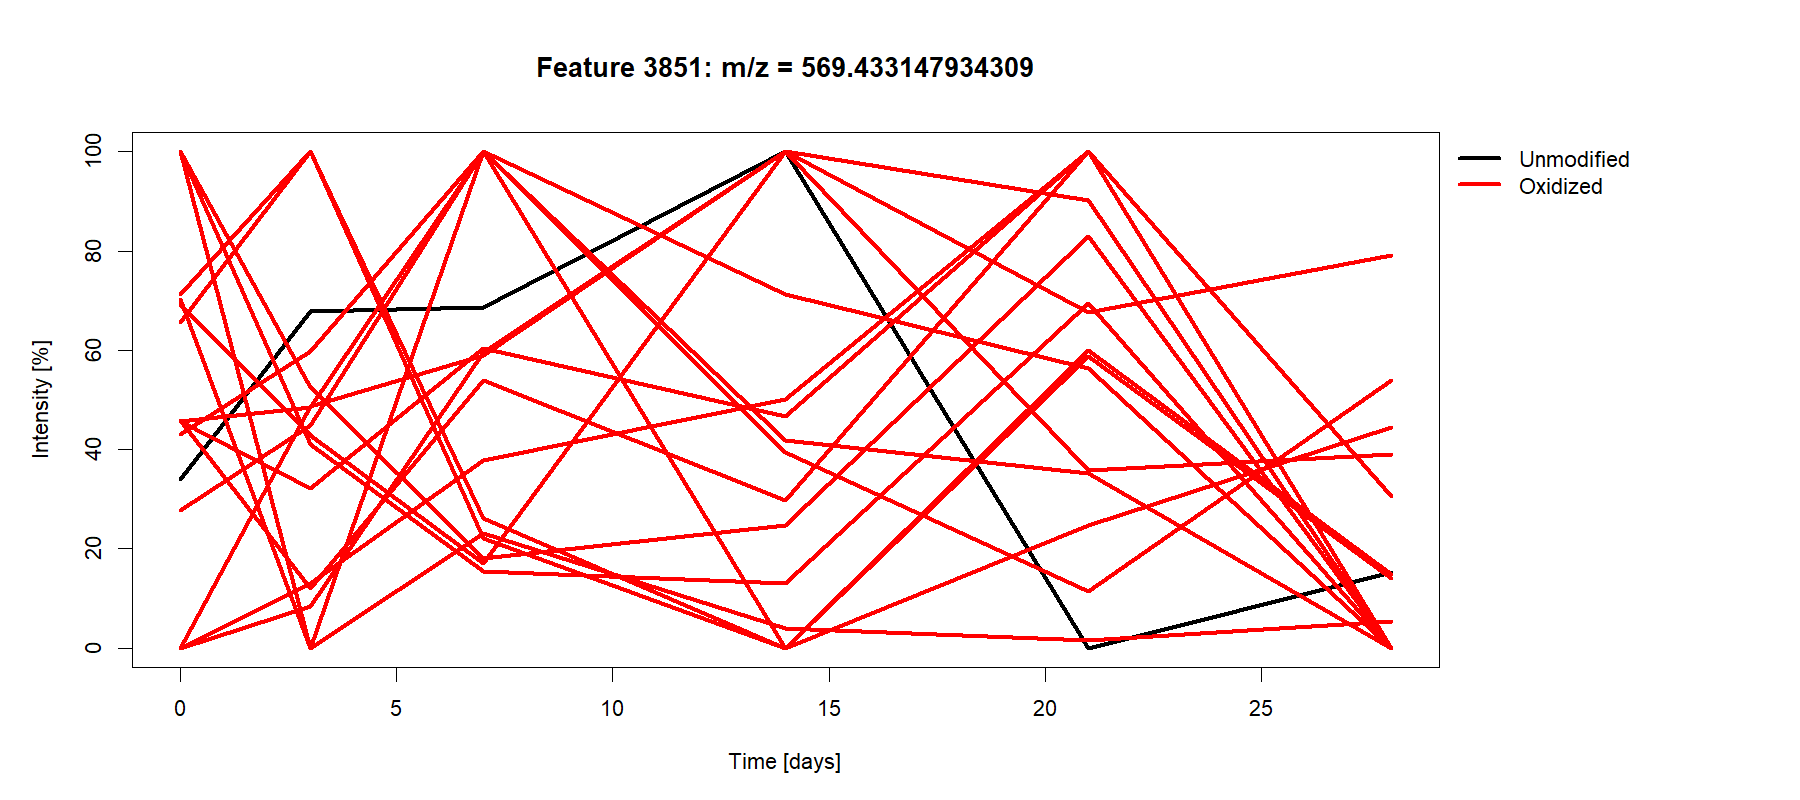 Feature 3851: m/z = 569.433147934309
Unmodified
Oxidized
Intensity [%]
100
80
60
40
20
0
0 5 10 15 20 25
Time [days]